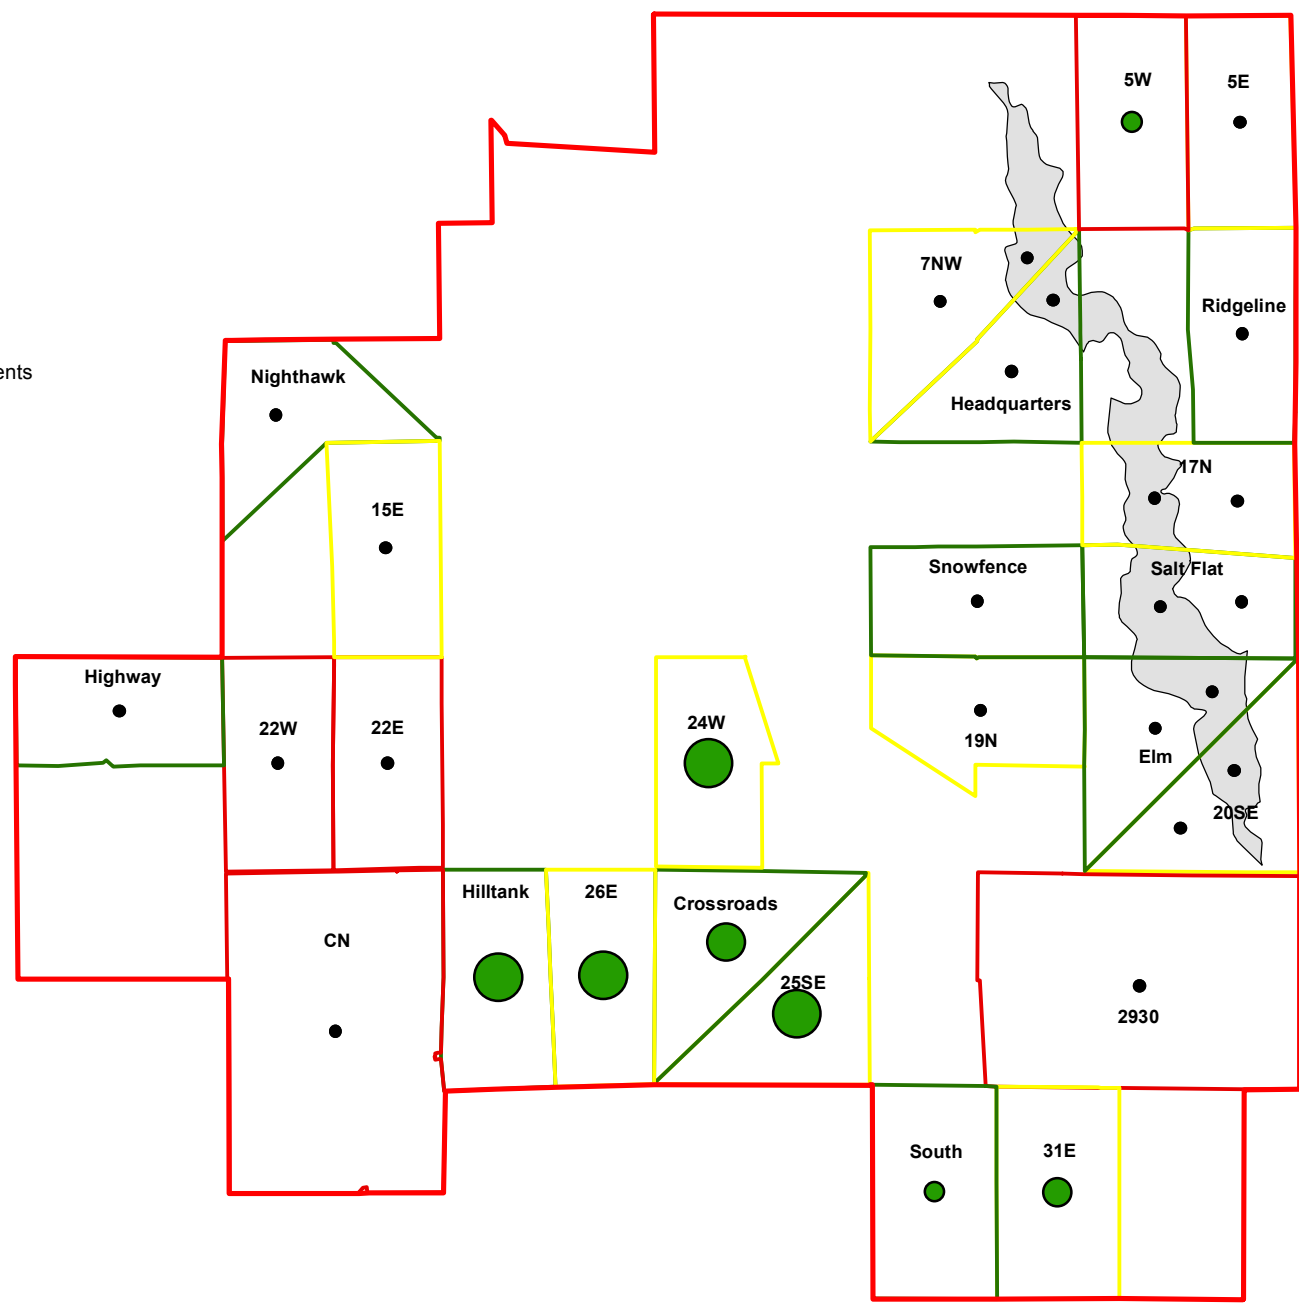 5W
5E
7NW
Ridgeline
ents
Nighthawk
Headquarters
17N
15E
Snowfence
Salt Flat
Highway
22W
22E
24W
19N
Elm
20SE
Hilltank
26E
Crossroads
CN
25SE
2930
South
31E